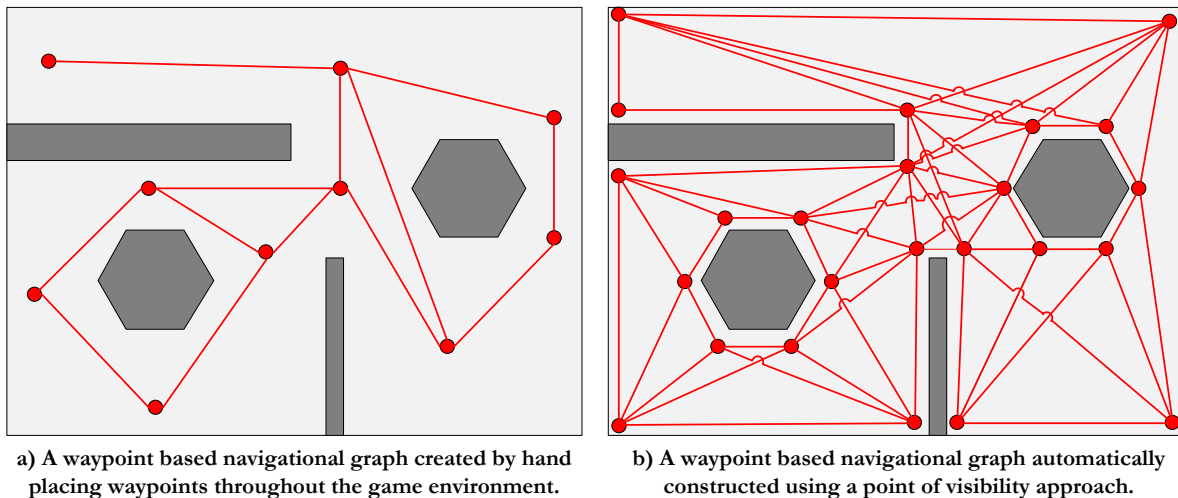 a) A waypoint based navigational graph created by hand
placing waypoints throughout the game environment.
b) A waypoint based navigational graph automatically
constructed using a point of visibility approach.